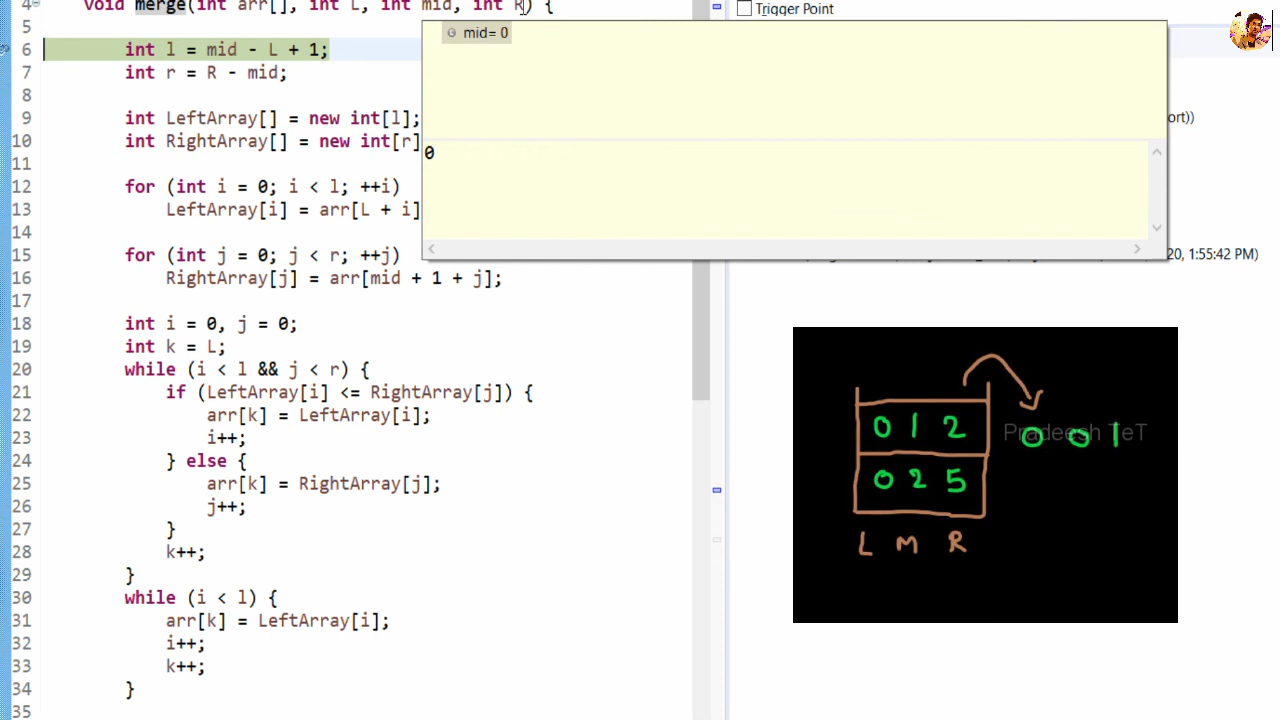 4 void merge(int arr[], int L, int mid, int R) {
5
6 int l = mid - L + 1;
7 int r = R - mid;
8
9 int LeftArray[] = new int[l];
10 int RightArray[] = new int[r]
11
12 for (int i = 0; i < l; ++i)
13 LeftArray[i] = arr[L + i]
14
15 for (int j = 0; j < r; ++j)
16 RightArray[j] = arr[mid + 1 + j];
17
18 int i = 0, j = 0;
19 int k = L;
20 while (i < l && j < r) {
21 if (LeftArray[i] <= RightArray[j]) {
22 arr[k] = LeftArray[i];
23 i++;
24 } else {
25 arr[k] = RightArray[j];
26 j++;
27 }
28 k++;
29 }
30 while (i < l) {
31 arr[k] = LeftArray[i];
32 i++;
33 k++;
34 }
35
mid= 0
0
Trigger Point
ort))
20, 1:55:42 PM)
0 1 2
0 0 1
Pradeesh TeT
0 2 5
L M R